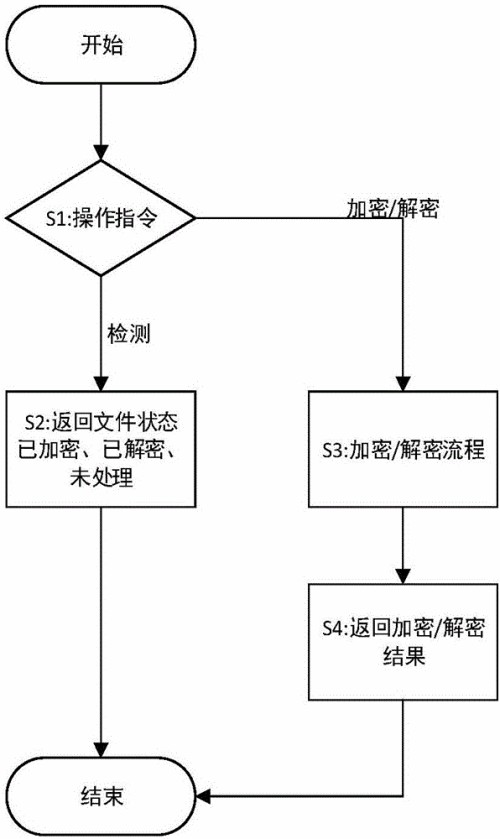 开始
S1:操作指令
加密/解密
检测
S2:返回文件状态
已加密、已解密、
未处理
S3:加密/解密流程
S4:返回加密/解密
结果
结束